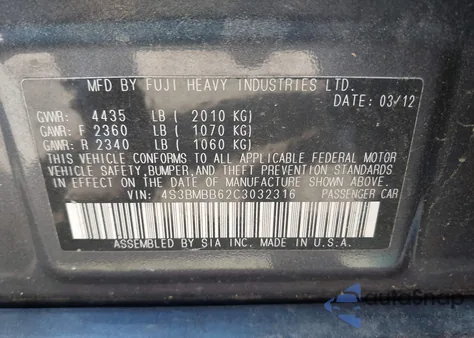 MFD BY FUJI HEAVY INDUSTRIES LTD.
DATE: 03/12
GVWR: 4435 LB ( 2010 KG)
GAWR: F 2360 LB ( 1070 KG)
GAWR: R 2340 LB ( 1060 KG)
THIS VEHICLE CONFORMS TO ALL APPLICABLE FEDERAL MOTOR
VEHICLE SAFETY, BUMPER, AND THEFT PREVENTION STANDARDS
IN EFFECT ON THE DATE OF MANUFACTURE SHOWN ABOVE.
VIN: 4S3BMBB62C3032316 PASSENGER CAR
ASSEMBLED BY SIA INC. MADE IN U.S.A.
AutoSnap